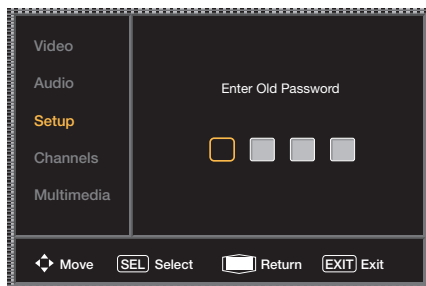 Video
Audio
Enter Old Password
Setup
Channels
Multimedia
Move SEL Select Return EXIT Exit